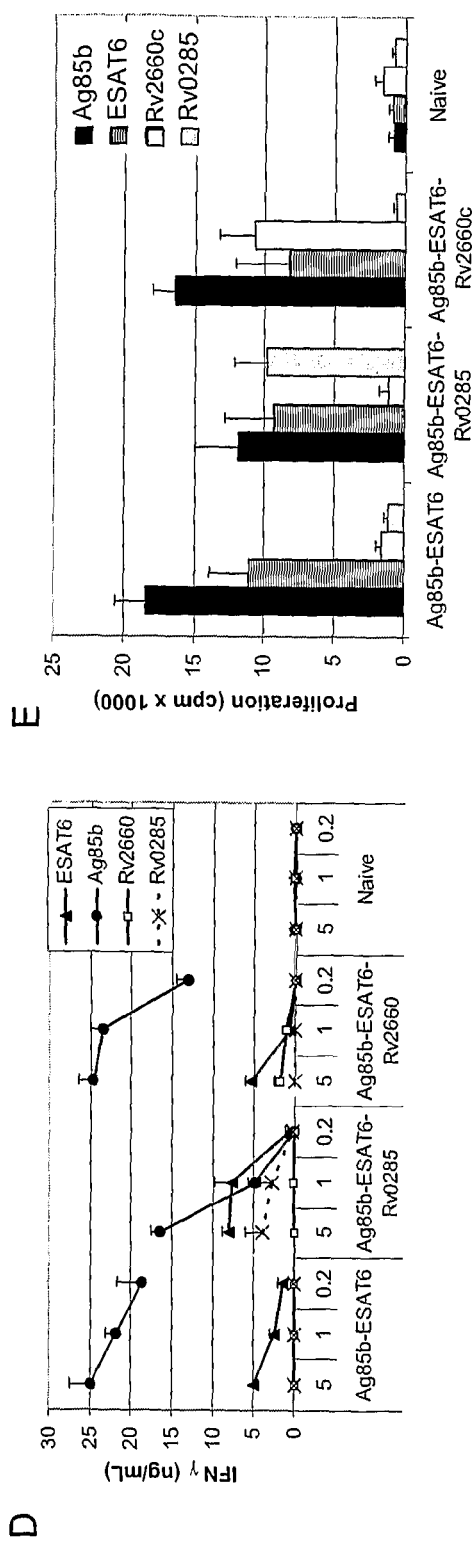 D
IFN γ (ng/mL)
30
25
20
15
10
5
0
ESAT6
Ag85b
Rv2660
Rv0285
5 1 0.2 5 1 0.2 5 1 0.2 5 1 0.2
Ag85b-ESAT6 Ag85b-ESAT6- Ag85b-ESAT6- Naive
Rv0285 Rv2660
E
Proliferation (cpm x 1000)
25
20
15
10
5
0
Ag85b
ESAT6
Rv2660c
Rv0285
Ag85b-ESAT6 Ag85b-ESAT6- Ag85b-ESAT6- Naive
Rv0285 Rv2660c